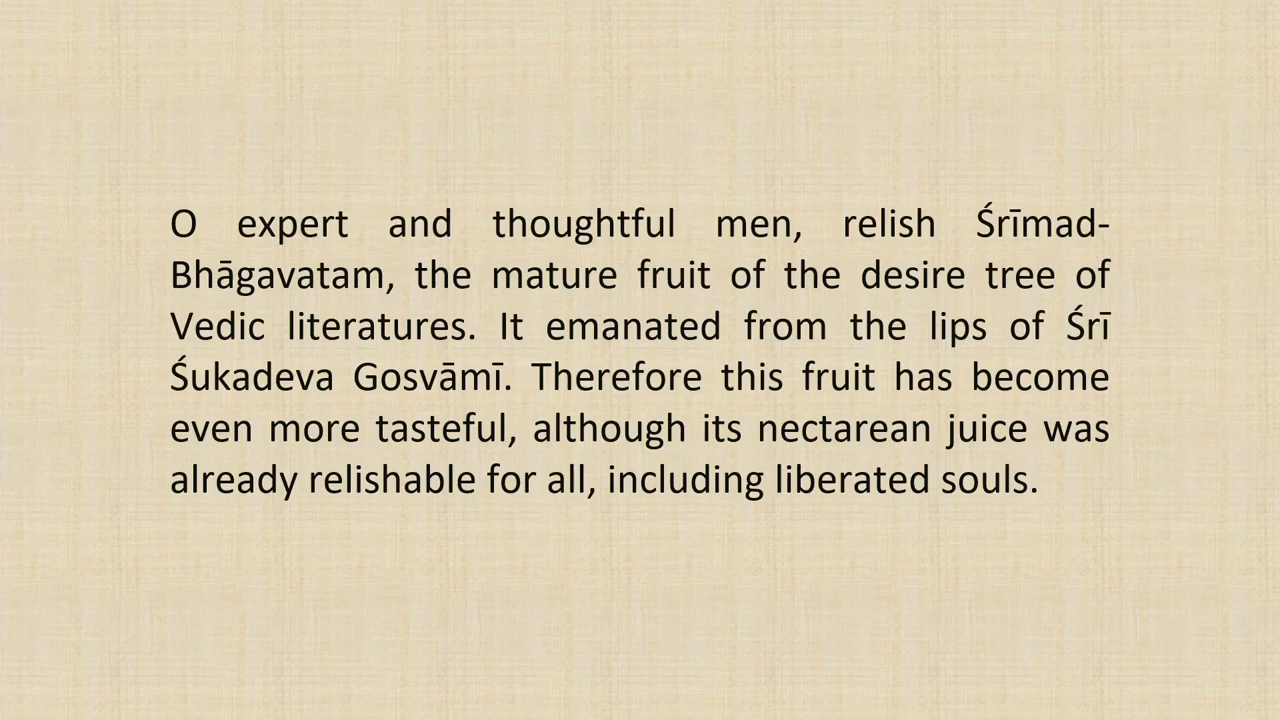 O expert and thoughtful men, relish Śrīmad-
Bhāgavatam, the mature fruit of the desire tree of
Vedic literatures. It emanated from the lips of Śrī
Śukadeva Gosvāmī. Therefore this fruit has become
even more tasteful, although its nectarean juice was
already relishable for all, including liberated souls.